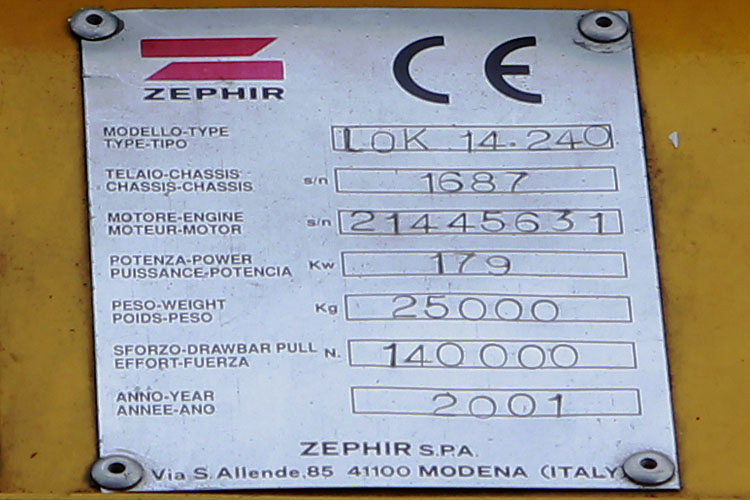 ZEPHIR
CE
MODELLO-TYPE
TYPE-TIPO
LOK 14.240
TELAIO-CHASSIS
CHASSIS-CHASSIS
s/n 1687
MOTORE-ENGINE
MOTEUR-MOTOR
s/n 21445631
POTENZA-POWER
PUISSANCE-POTENCIA
Kw 179
PESO-WEIGHT
POIDS-PESO
Kg 25000
SFORZO-DRAWBAR PULL
EFFORT-FUERZA
N. 140000
ANNO-YEAR
ANNEE-ANO
2001
ZEPHIR S.P.A.
Via S. Allende, 85 41100 MODENA (ITALY)